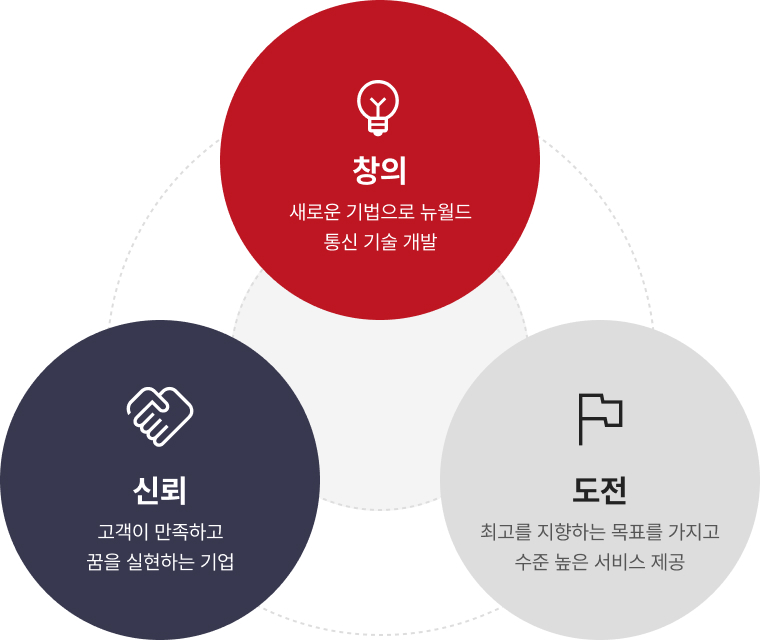 창의
새로운 기법으로 뉴월드
통신 기술 개발
신뢰
고객이 만족하고
꿈을 실현하는 기업
도전
최고를 지향하는 목표를 가지고
수준 높은 서비스 제공